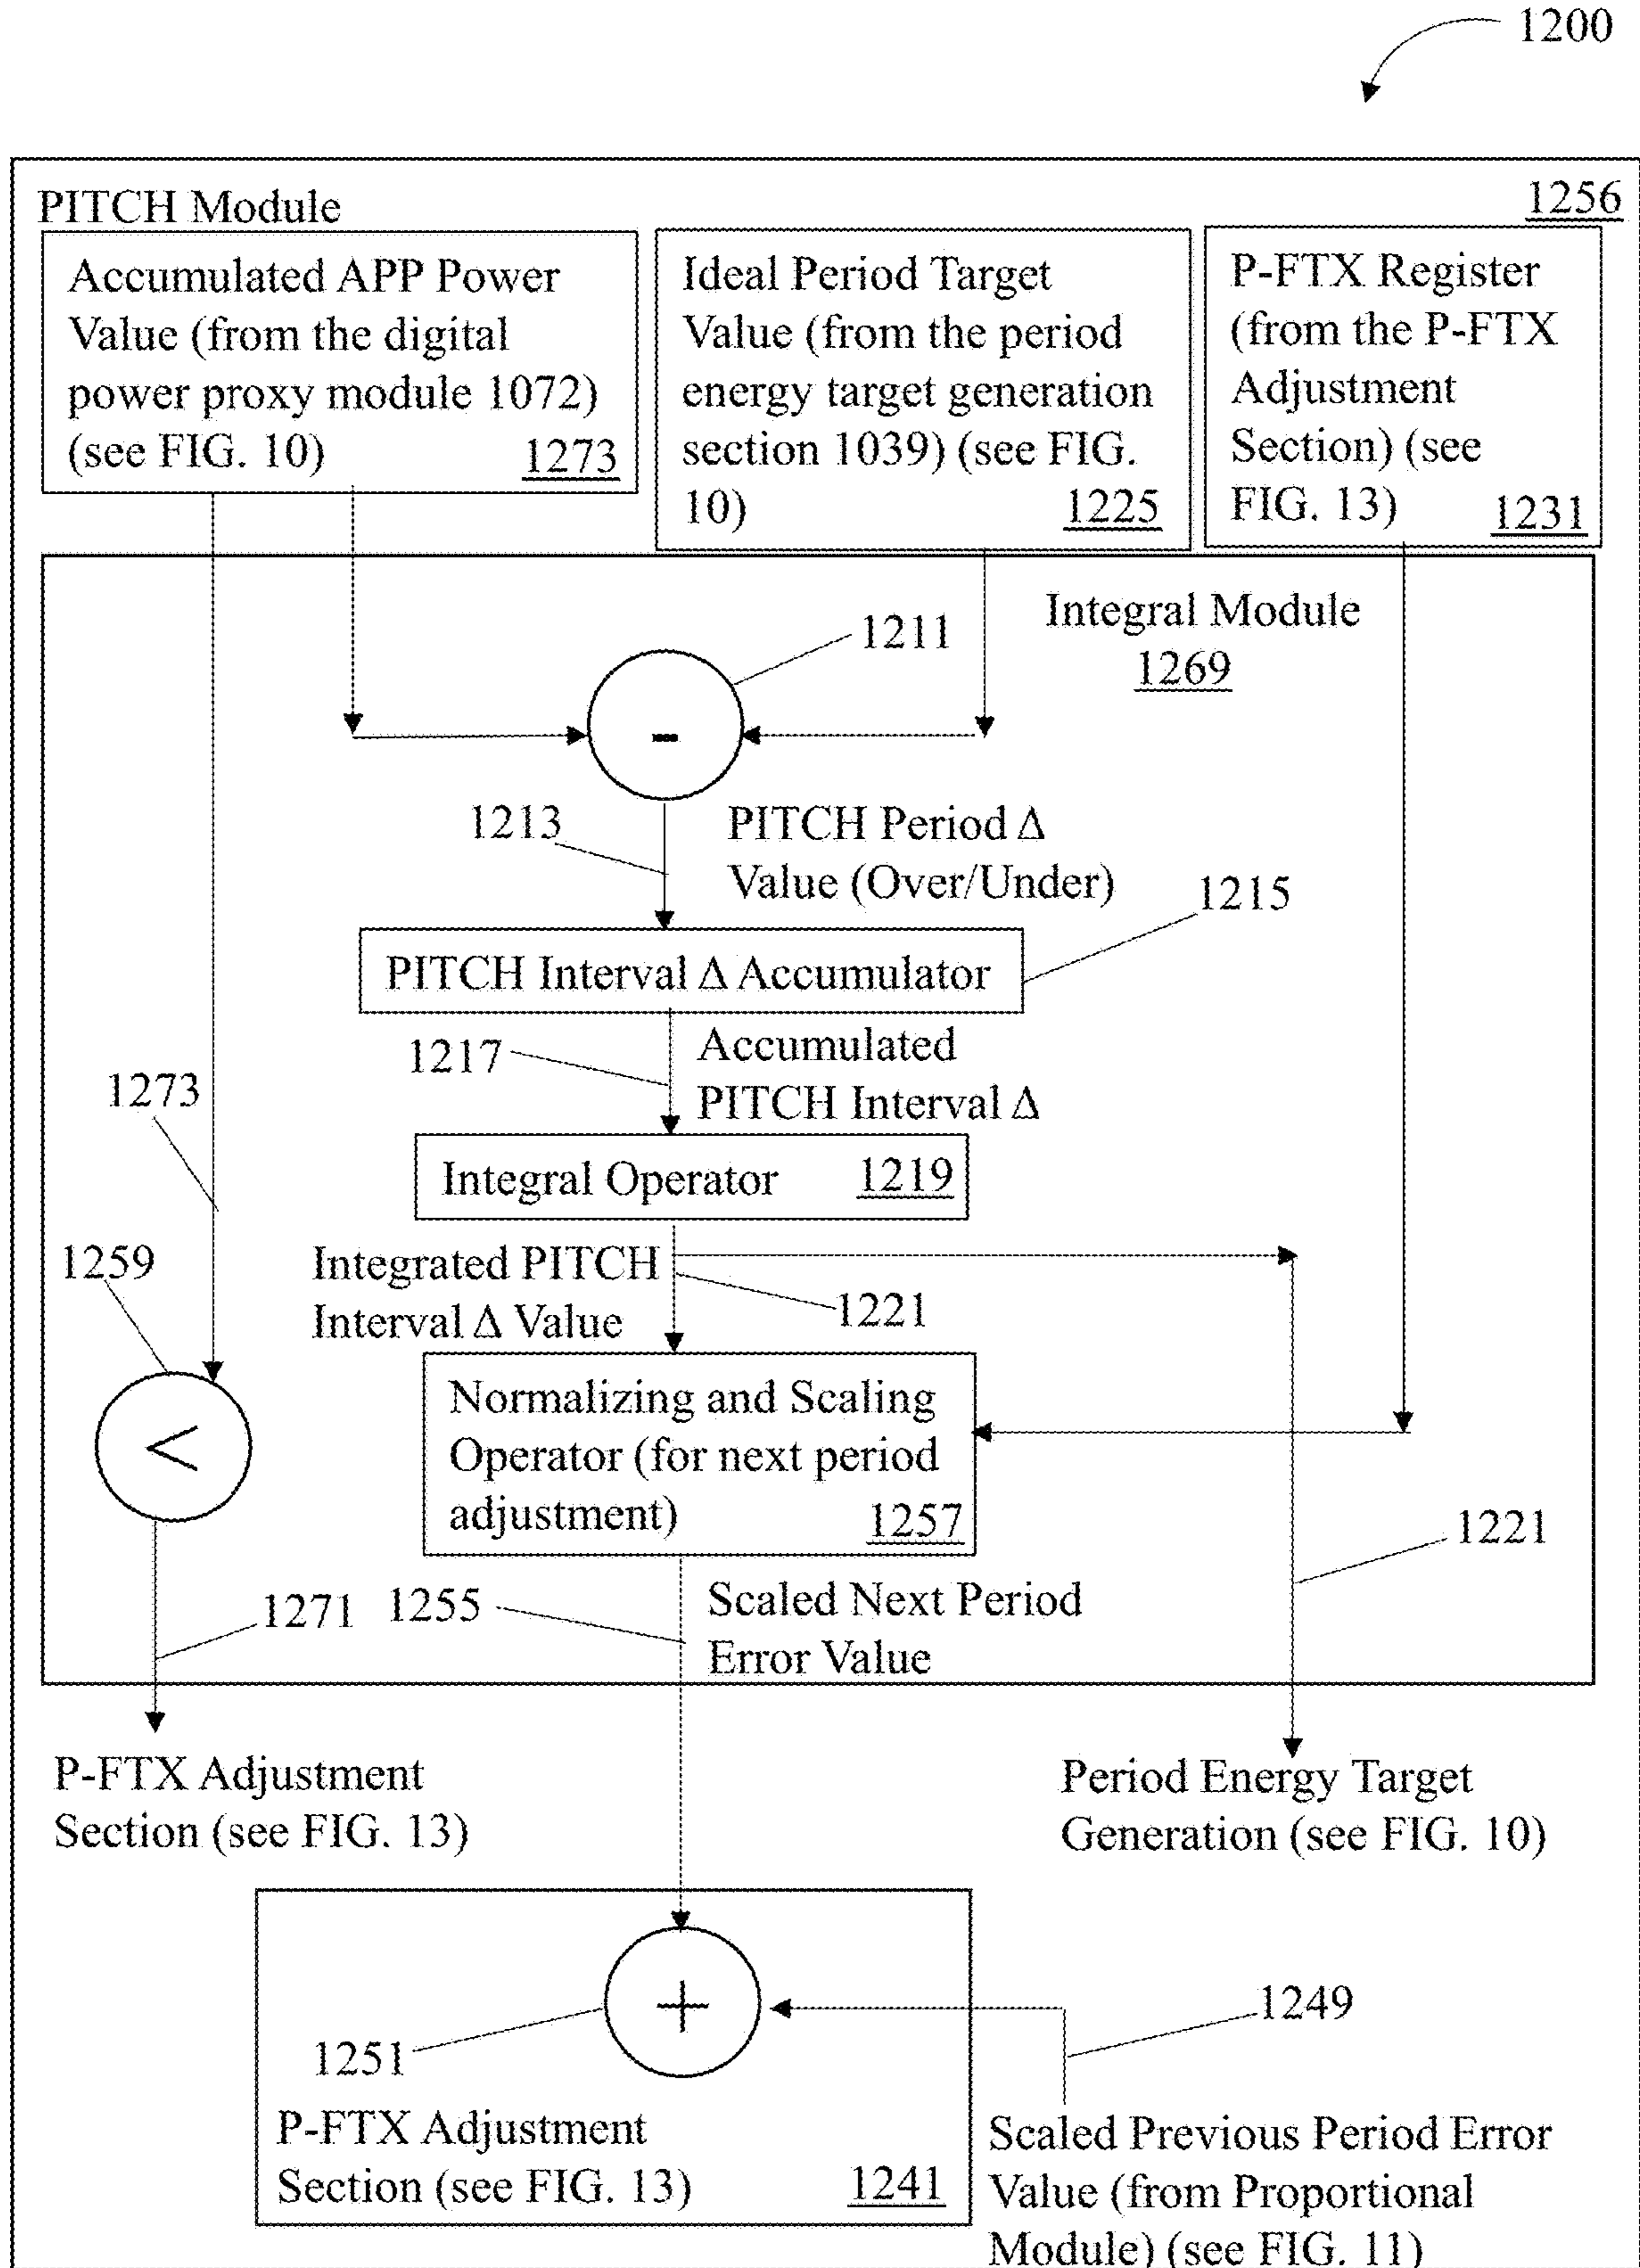 1200
PITCH Module
1256
Accumulated APP Power
Value (from the digital
power proxy module 1072)
(see FIG. 10)
1273
Ideal Period Target
Value (from the period
energy target generation
section 1039) (see FIG.
10)
1225
P-FTX Register
(from the P-FTX
Adjustment
Section) (see
FIG. 13)
1231
Integral Module
1269
1211
-
1213
PITCH Period Δ
Value (Over/Under)
1215
PITCH Interval Δ Accumulator
1217
Accumulated
PITCH Interval Δ
1273
Integral Operator
1219
1259
Integrated PITCH
Interval Δ Value
1221
<
Normalizing and Scaling
Operator (for next period
adjustment)
1257
1221
1271
1255
Scaled Next Period
Error Value
P-FTX Adjustment
Section (see FIG. 13)
Period Energy Target
Generation (see FIG. 10)
+
1251
1249
P-FTX Adjustment
Section (see FIG. 13)
1241
Scaled Previous Period Error
Value (from Proportional
Module) (see FIG. 11)